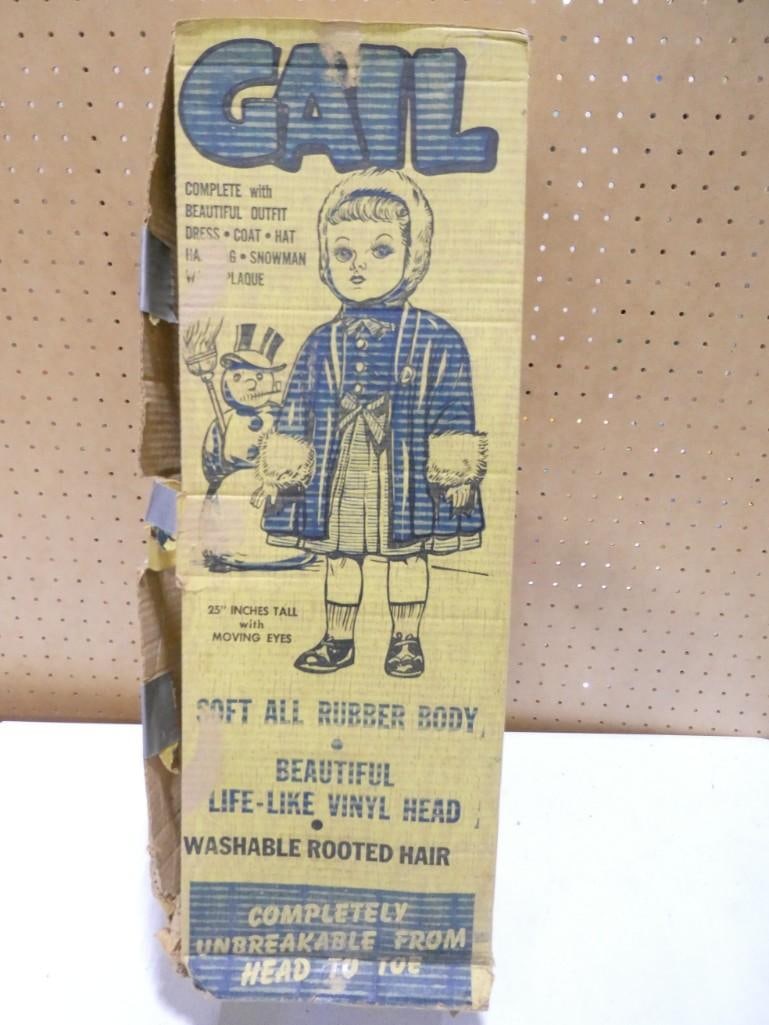 GAIL
COMPLETE with
BEAUTIFUL OUTFIT
DRESS • COAT • HAT
• SNOWMAN
25" INCHES TALL
with
MOVING EYES
SOFT ALL RUBBER BODY
•
BEAUTIFUL
LIFE-LIKE VINYL HEAD
•
WASHABLE ROOTED HAIR
COMPLETELY
UNBREAKABLE FROM
HEAD TO TOE